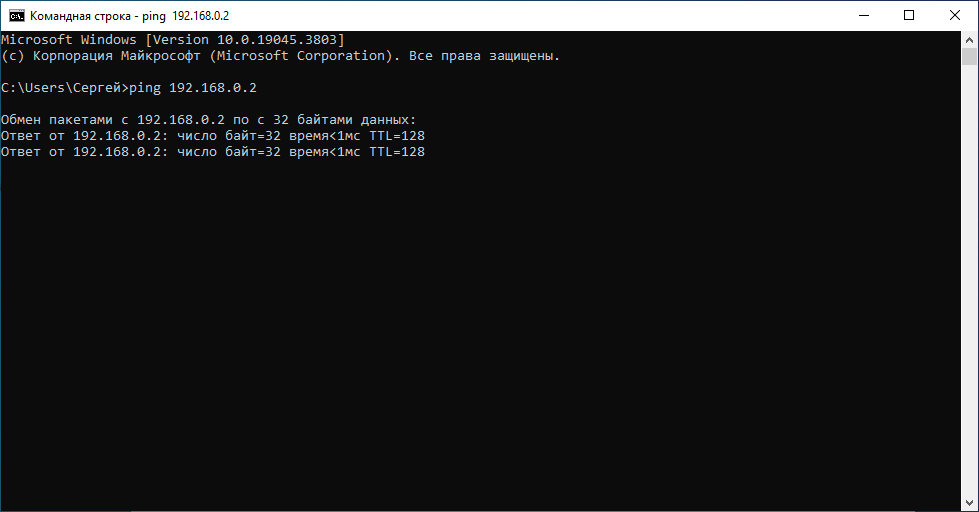 Командная строка - ping 192.168.0.2
Microsoft Windows [Version 10.0.19045.3803]
(c) Корпорация Майкрософт (Microsoft Corporation). Все права защищены.
C:\Users\Сергей>ping 192.168.0.2
Обмен пакетами с 192.168.0.2 по с 32 байтами данных:
Ответ от 192.168.0.2: число байт=32 время<1мс TTL=128
Ответ от 192.168.0.2: число байт=32 время<1мс TTL=128